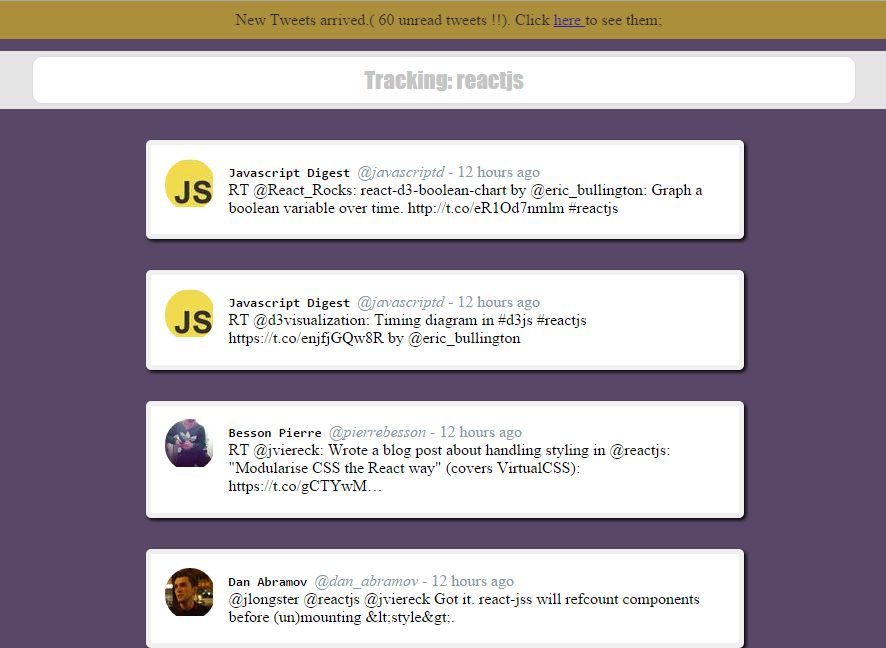 New Tweets arrived.( 60 unread tweets !!). Click here to see them;
Tracking: reactjs
JS
Javascript Digest @javascriptd - 12 hours ago
RT @React_Rocks: react-d3-boolean-chart by @eric_bullington: Graph a
boolean variable over time. http://t.co/eR1Od7nmlm #reactjs
JS
Javascript Digest @javascriptd - 12 hours ago
RT @d3visualization: Timing diagram in #d3js #reactjs
https://t.co/enjfjGQw8R by @eric_bullington
Besson Pierre @pierrebesson - 12 hours ago
RT @jviereck: Wrote a blog post about handling styling in @reactjs:
"Modularise CSS the React way" (covers VirtualCSS):
https://t.co/gCTYwM…
Dan Abramov @dan_abramov - 12 hours ago
@jlongster @reactjs @jviereck Got it. react-jss will refcount components
before (un)mounting &lt;style&gt;.